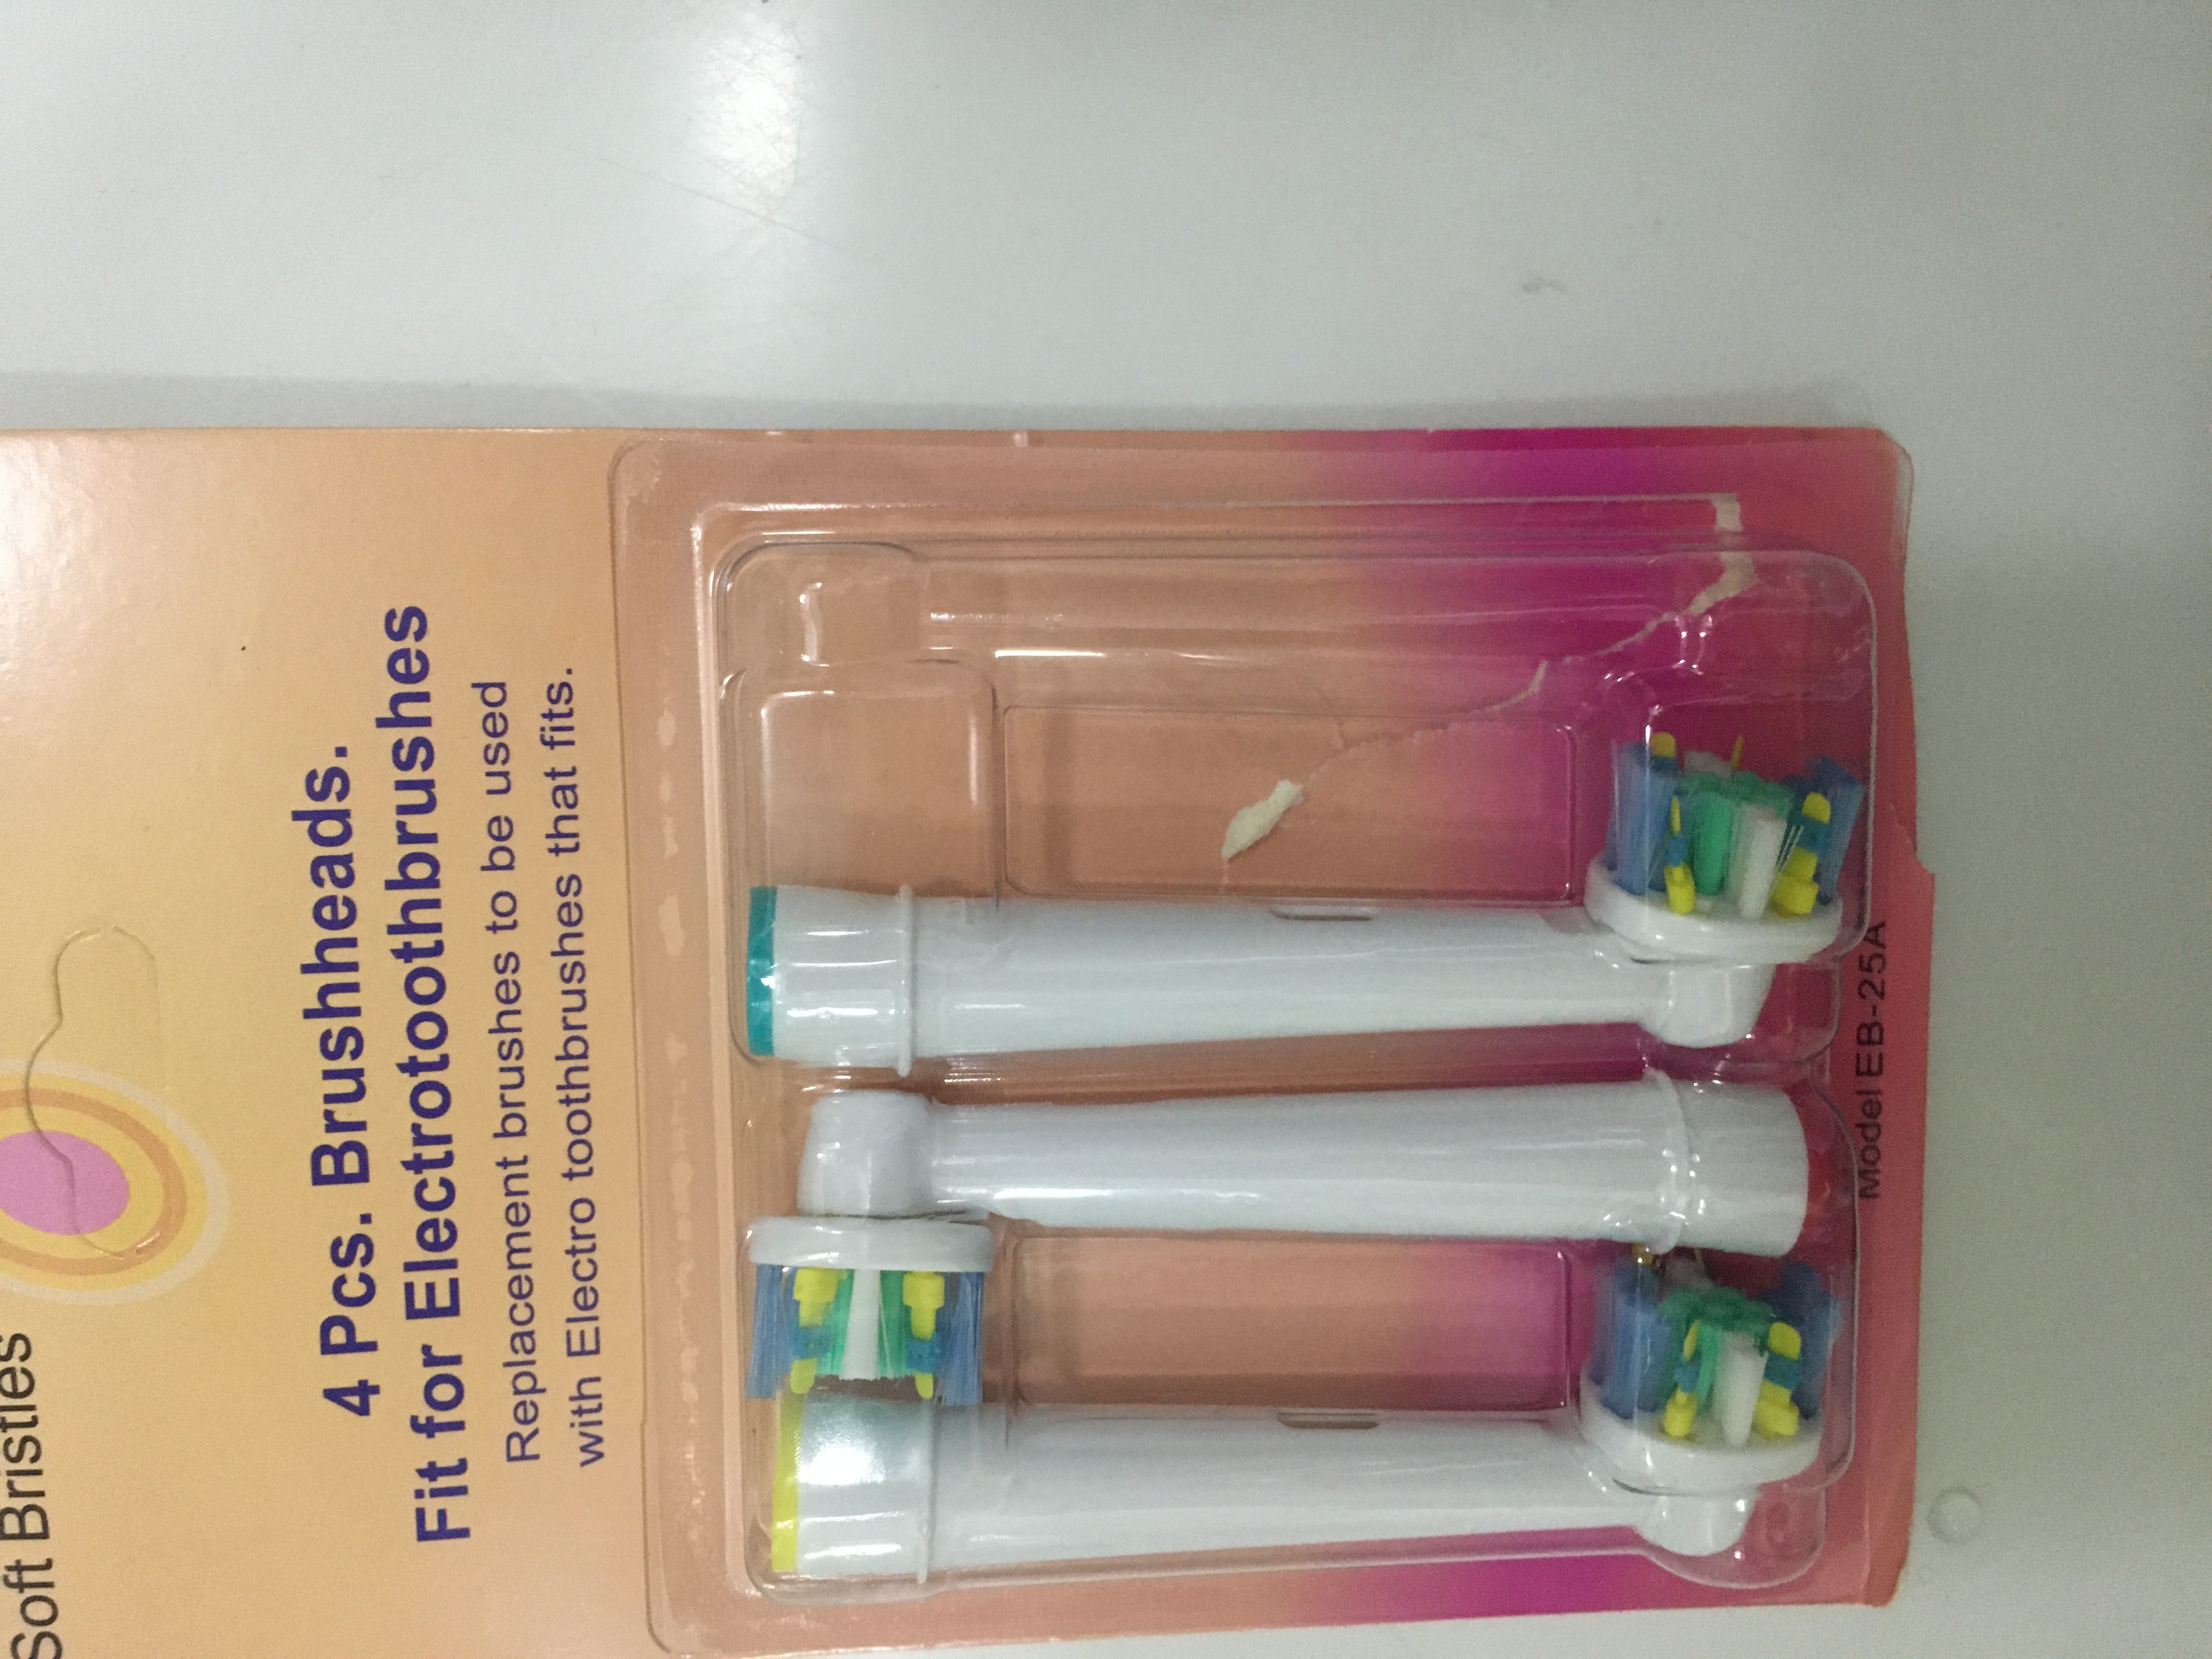 Soft Bristles
4 Pcs. Brushheads.
Fit for Electrotoothbrushes
Replacement brushes to be used
with Electro toothbrushes that fits.
Model EB-25A